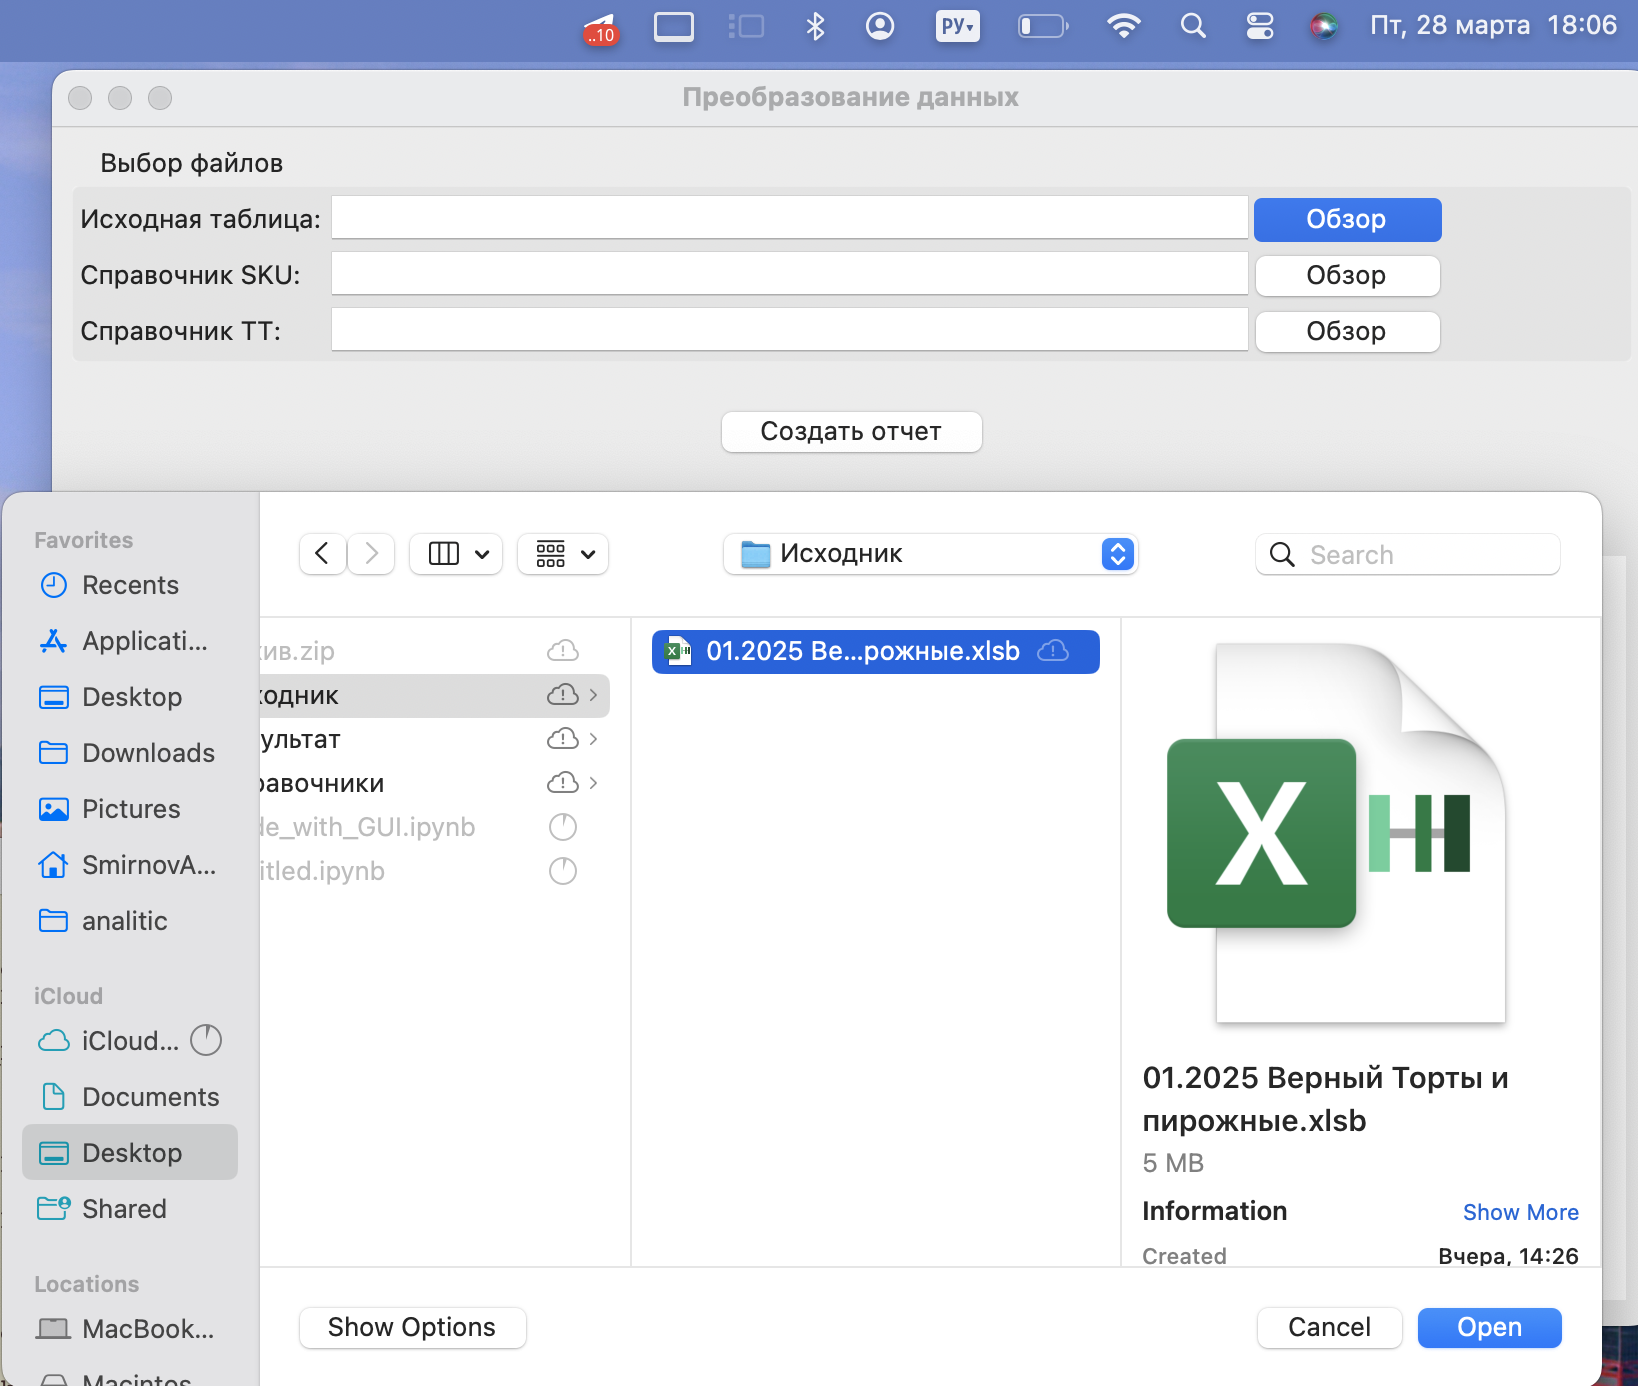 ..10
РУ
Пт, 28 марта 18:06
Преобразование данных
Выбор файлов
Исходная таблица:
Обзор
Справочник SKU:
Обзор
Справочник ТТ:
Обзор
Создать отчет
Favorites
Recents
Applicati...
Desktop
Downloads
Pictures
SmirnovA...
analitic
iCloud
iCloud...
Documents
Desktop
Shared
Locations
MacBook...
Macintos
Исходник
Search
ив.zip
ходник
ультат
равочники
de_with_GUI.ipynb
itled.ipynb
01.2025 Ве...рожные.xlsb
X
01.2025 Верный Торты и
пирожные.xlsb
5 MB
Information
Show More
Created
Вчера, 14:26
Show Options
Cancel
Open